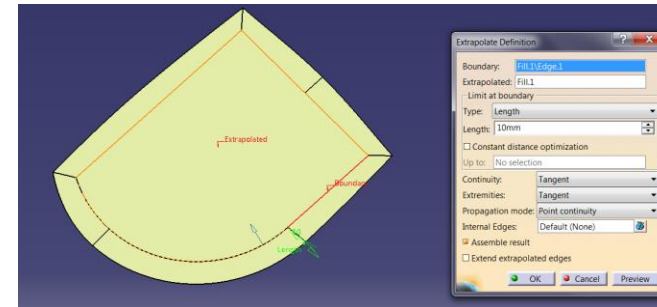 Extrapolated
Boundar
Extrapolate Definition
?
Boundary: Fill.1\Edge.1
Extrapolated: Fill.1
Limit at boundary
Type: Length
Length: 10mm
Constant distance optimization
Up to: No selection
Continuity: Tangent
Extremities: Tangent
Propagation mode: Point continuity
Internal Edges: Default (None)
Assemble result
Extend extrapolated edges
OK Cancel Preview